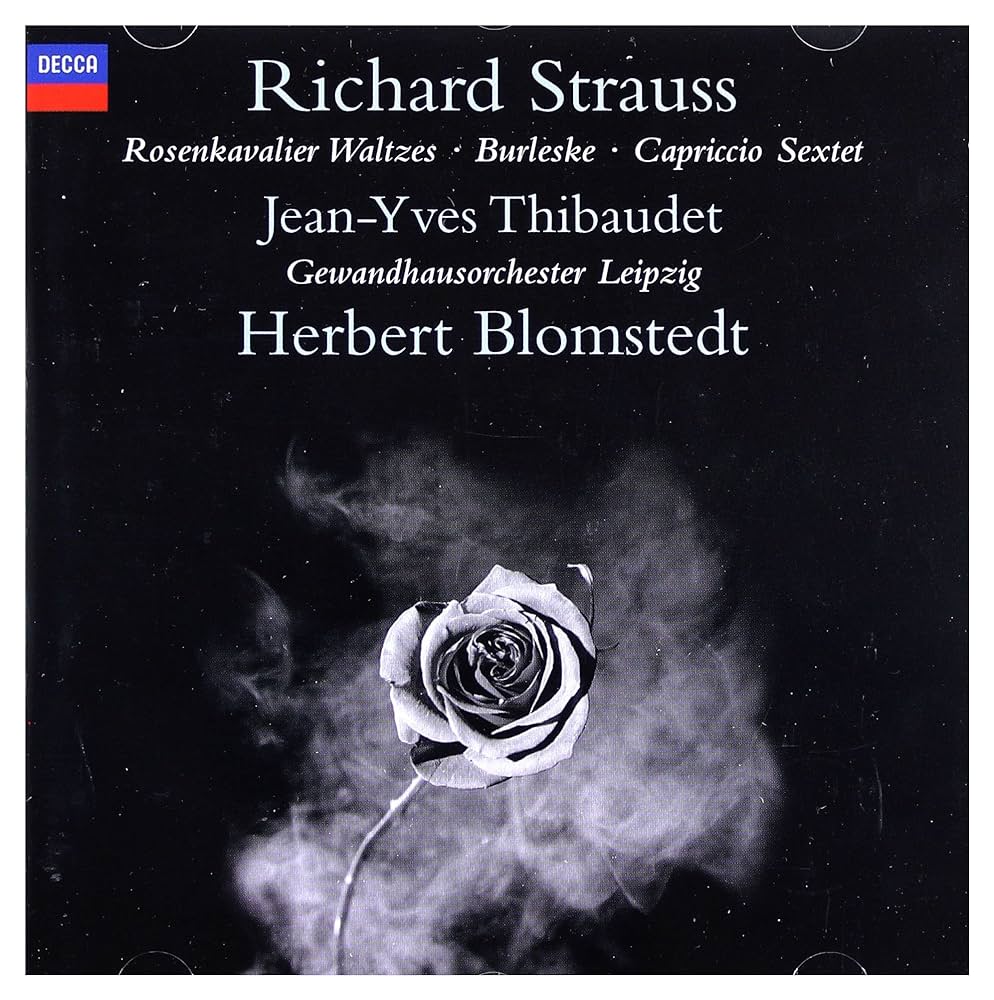 DECCA
Richard Strauss
Rosenkavalier Waltzes · Burleske · Capriccio Sextet
Jean-Yves Thibaudet
Gewandhausorchester Leipzig
Herbert Blomstedt